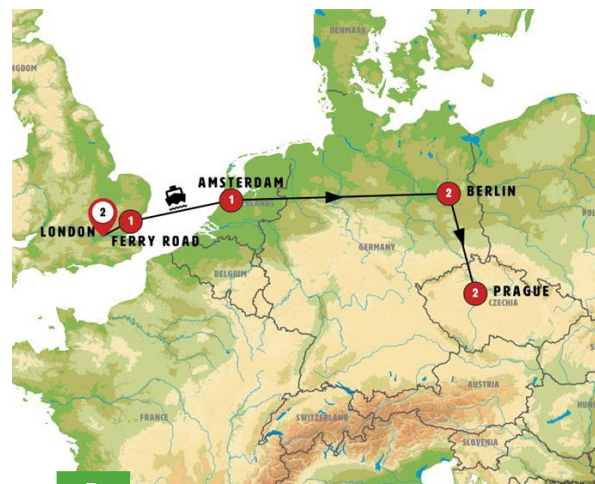 DENMARK
NGDOM
2
LONDON
1
FERRY ROAD
AMSTERDAM
1
2
BERLIN
GERMANY
BELGIUM
2
PRAGUE
CZECHIA
FRANCE
SWITZERLAND
AUSTRIA
SLOVENIA